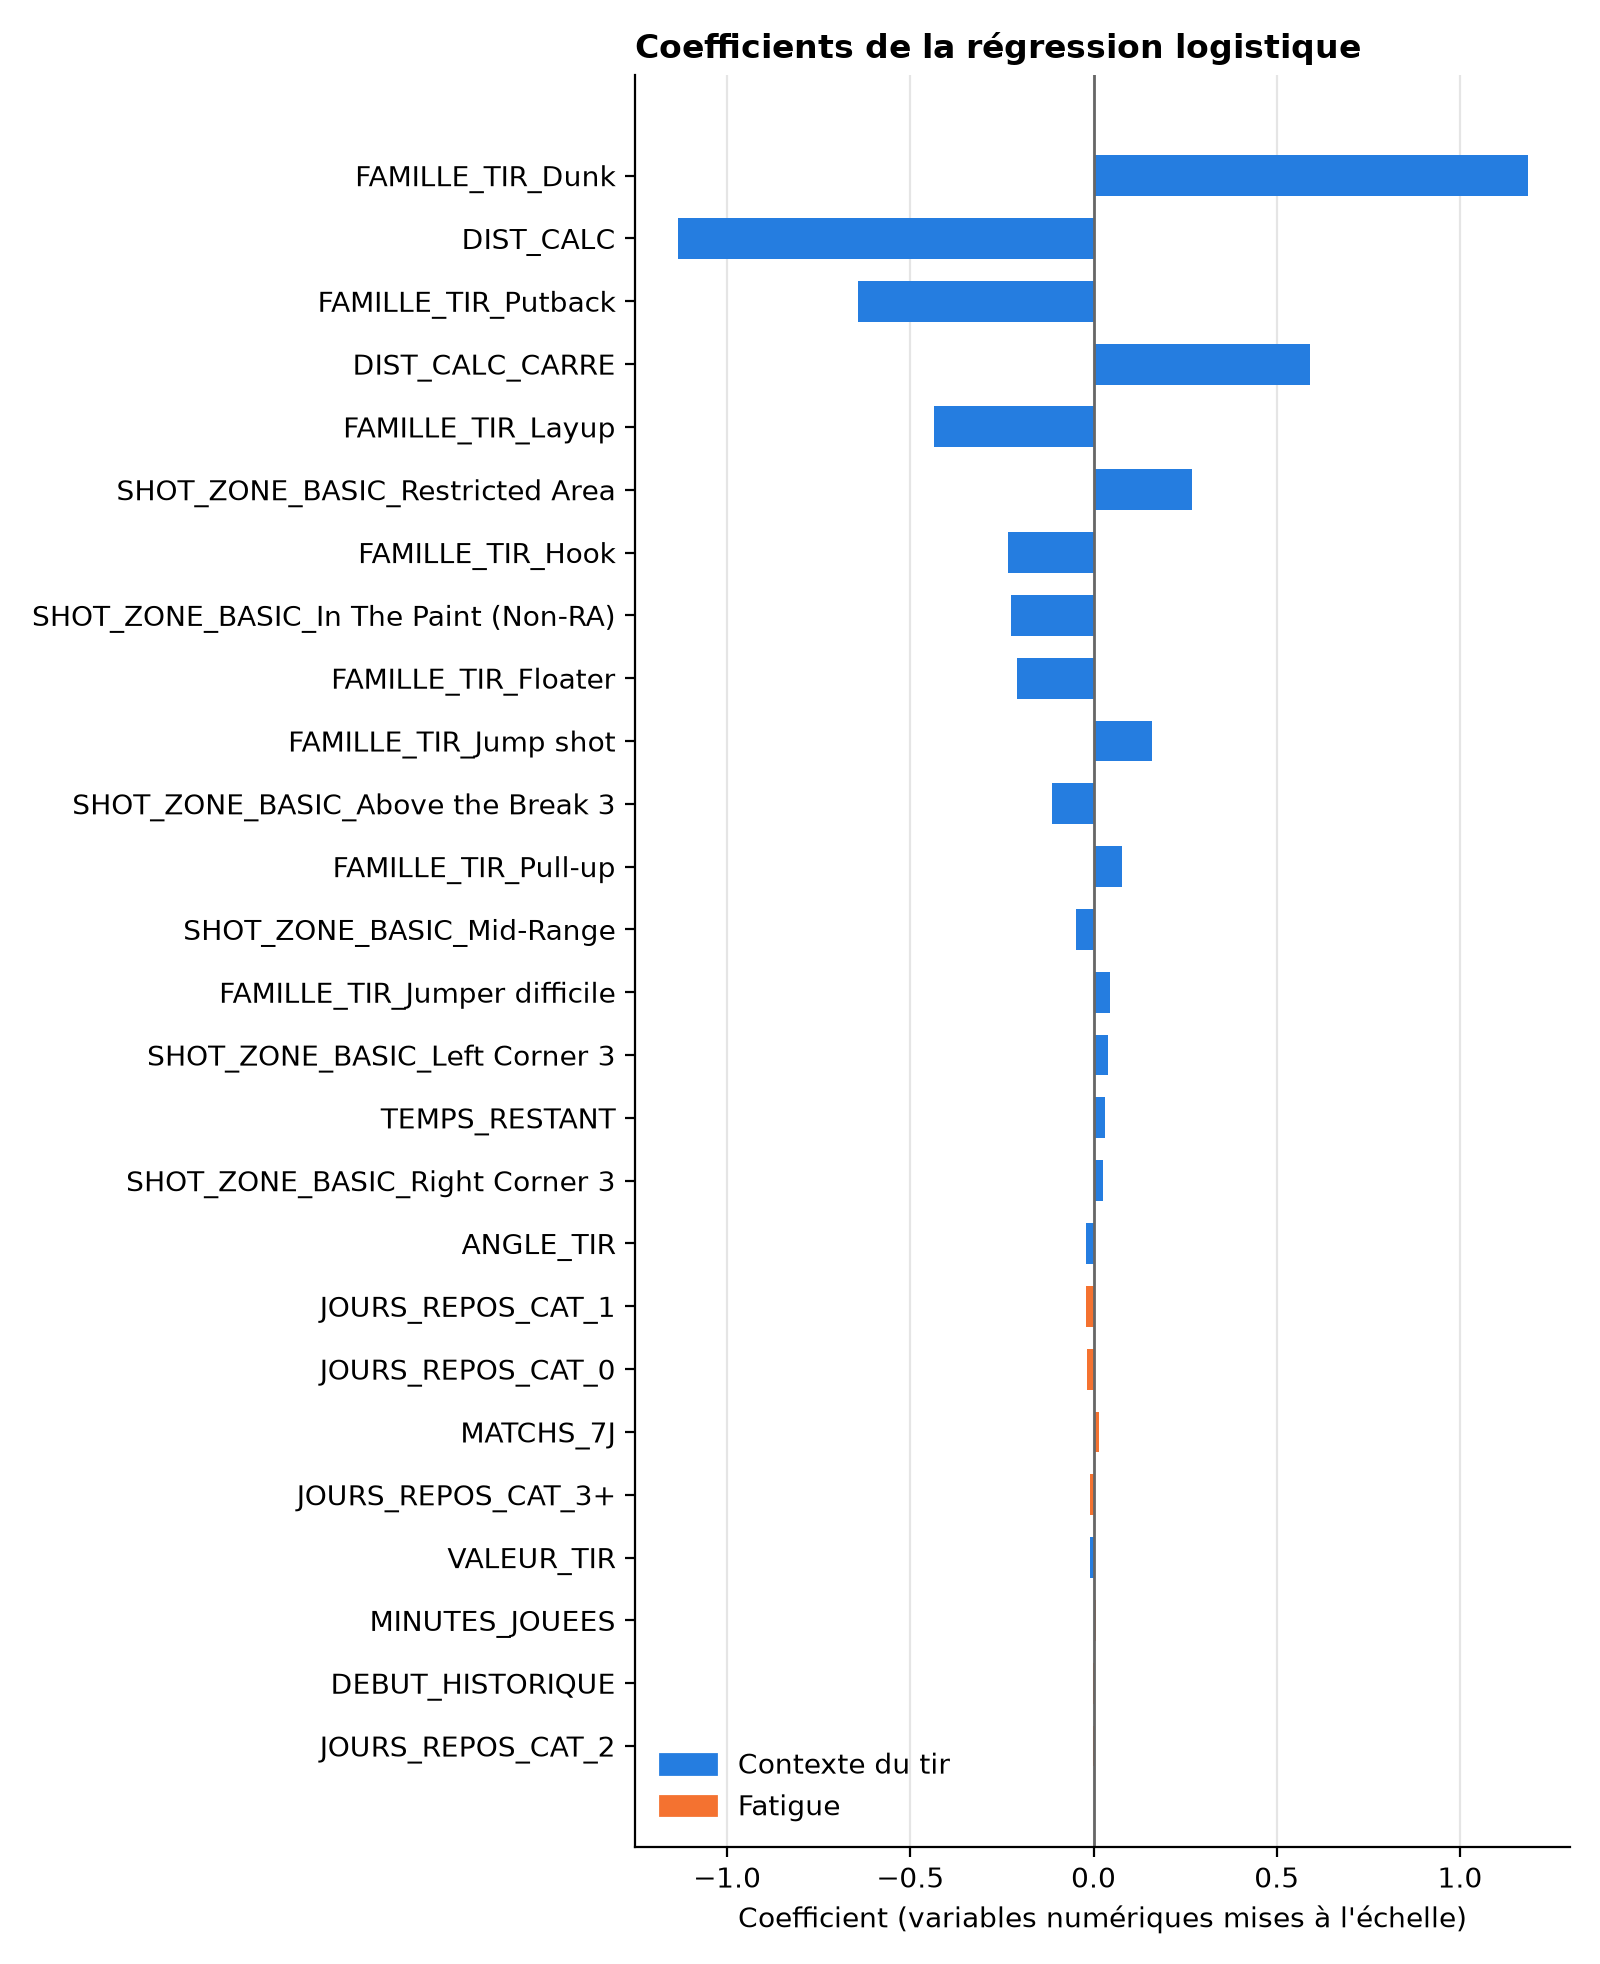 Coefficients de la régression logistique
FAMILLE_TIR_Dunk
DIST_CALC
FAMILLE_TIR_Putback
DIST_CALC_CARRE
FAMILLE_TIR_Layup
SHOT_ZONE_BASIC_Restricted Area
FAMILLE_TIR_Hook
SHOT_ZONE_BASIC_In The Paint (Non-RA)
FAMILLE_TIR_Floater
FAMILLE_TIR_Jump shot
SHOT_ZONE_BASIC_Above the Break 3
FAMILLE_TIR_Pull-up
SHOT_ZONE_BASIC_Mid-Range
FAMILLE_TIR_Jumper difficile
SHOT_ZONE_BASIC_Left Corner 3
TEMPS_RESTANT
SHOT_ZONE_BASIC_Right Corner 3
ANGLE_TIR
JOURS_REPOS_CAT_1
JOURS_REPOS_CAT_0
MATCHS_7J
JOURS_REPOS_CAT_3+
VALEUR_TIR
MINUTES_JOUEES
DEBUT_HISTORIQUE
JOURS_REPOS_CAT_2
Contexte du tir
Fatigue
−1.0 −0.5 0.0 0.5 1.0
Coefficient (variables numériques mises à l'échelle)